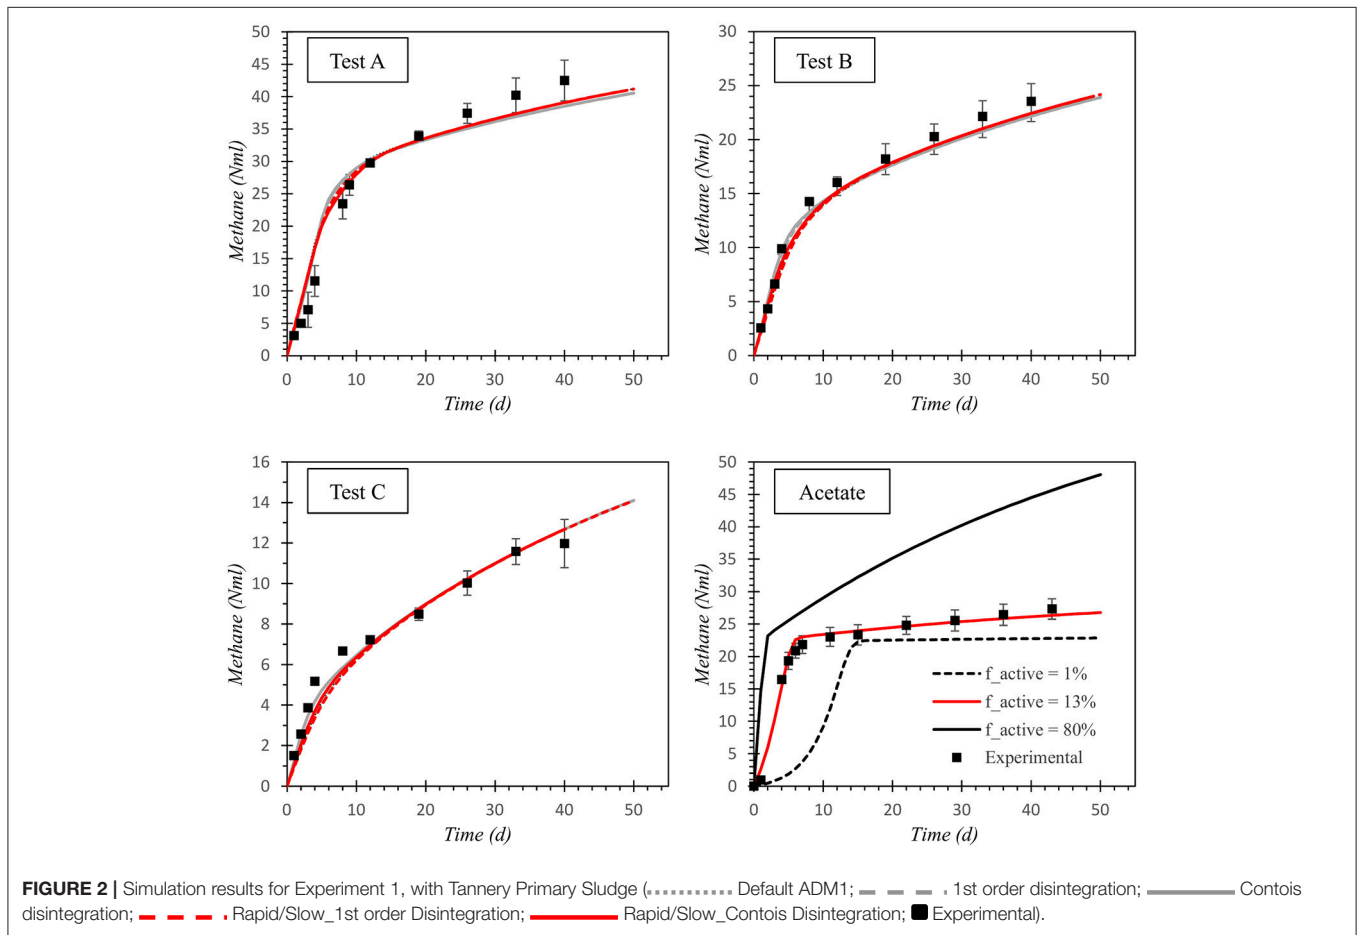 Test A
50
45
40
35
30
25
20
15
10
5
0
Methane (Nml)
0 10 20 30 40 50
Time (d)
Test B
30
25
20
15
10
5
0
Methane (Nml)
0 10 20 30 40 50
Time (d)
Test C
16
14
12
10
8
6
4
2
0
Methane (Nml)
0 10 20 30 40 50
Time (d)
Acetate
50
45
40
35
30
25
20
15
10
5
0
Methane (Nml)
f_active = 1%
f_active = 13%
f_active = 80%
Experimental
0 10 20 30 40 50
Time (d)
FIGURE 2 | Simulation results for Experiment 1, with Tannery Primary Sludge ( Default ADM1; 1st order disintegration; Contois
disintegration; Rapid/Slow_1st order Disintegration; Rapid/Slow_Contois Disintegration; Experimental).